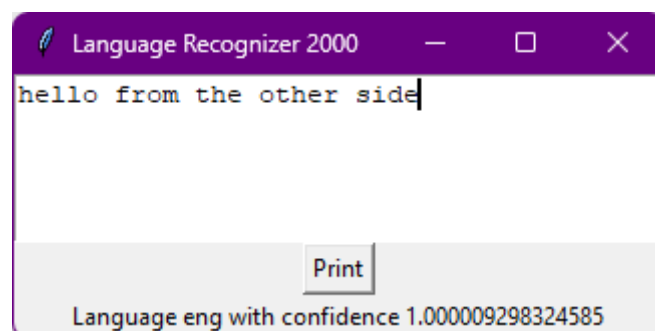 Language Recognizer 2000
hello from the other side
Print
Language eng with confidence 1.000009298324585